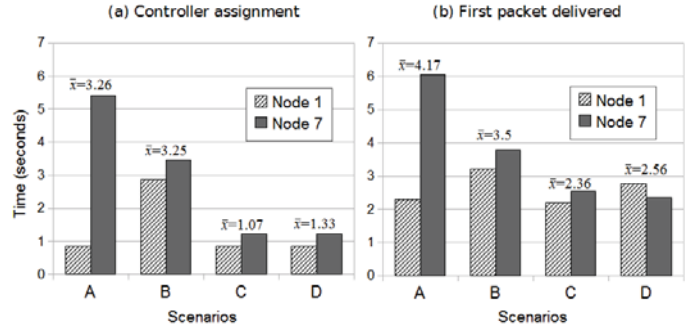 (a) Controller assignment
7
6
5
4
3
2
1
0
Time (seconds)
x̄=3.26
x̄=3.25
x̄=1.07
x̄=1.33
Node 1
Node 7
A B C D
Scenarios
(b) First packet delivered
7
6
5
4
3
2
1
0
x̄=4.17
x̄=3.5
x̄=2.36
x̄=2.56
Node 1
Node 7
A B C D
Scenarios